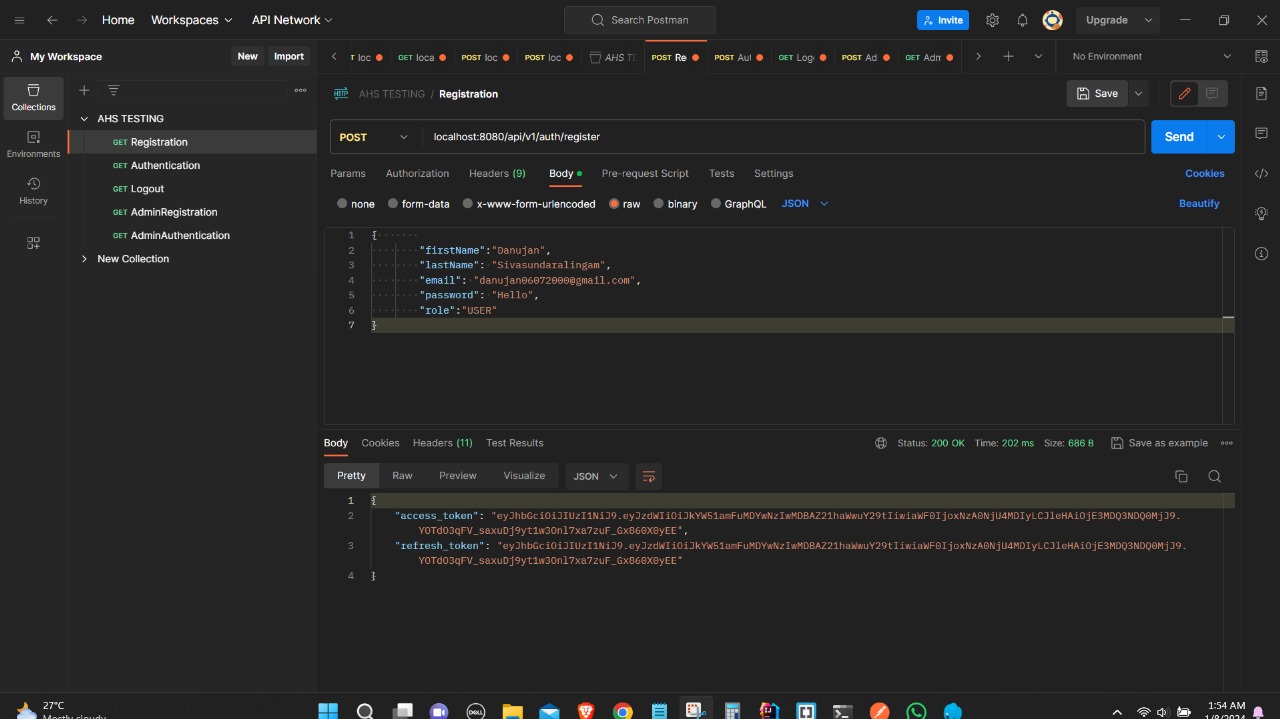 Home
Workspaces
API Network
Search Postman
Invite
Upgrade
My Workspace
New
Import
loc
GET loca
POST loc
POST loc
AHS TE
POST Re
POST Aut
GET Log
POST Ad
GET Adm
No Environment
Collections
Environments
History
AHS TESTING
GET Registration
GET Authentication
GET Logout
GET AdminRegistration
GET AdminAuthentication
New Collection
HTTP
AHS TESTING / Registration
Save
POST
localhost:8080/api/v1/auth/register
Send
Params
Authorization
Headers (9)
Body
Pre-request Script
Tests
Settings
Cookies
none
form-data
x-www-form-urlencoded
raw
binary
GraphQL
JSON
Beautify
1 {
2 "firstName":"Danujan",
3 "lastName": "Sivasundaralingam",
4 "email": "danujan06072000@gmail.com",
5 "password": "Hello",
6 "role":"USER"
7 }
Body
Cookies
Headers (11)
Test Results
Status: 200 OK
Time: 202 ms
Size: 686 B
Save as example
Pretty
Raw
Preview
Visualize
JSON
1 {
2 "access_token":
3 "refresh_token":
4 }
27°C
Mostly cloudy
DELL
1:54 AM
1/8/2024